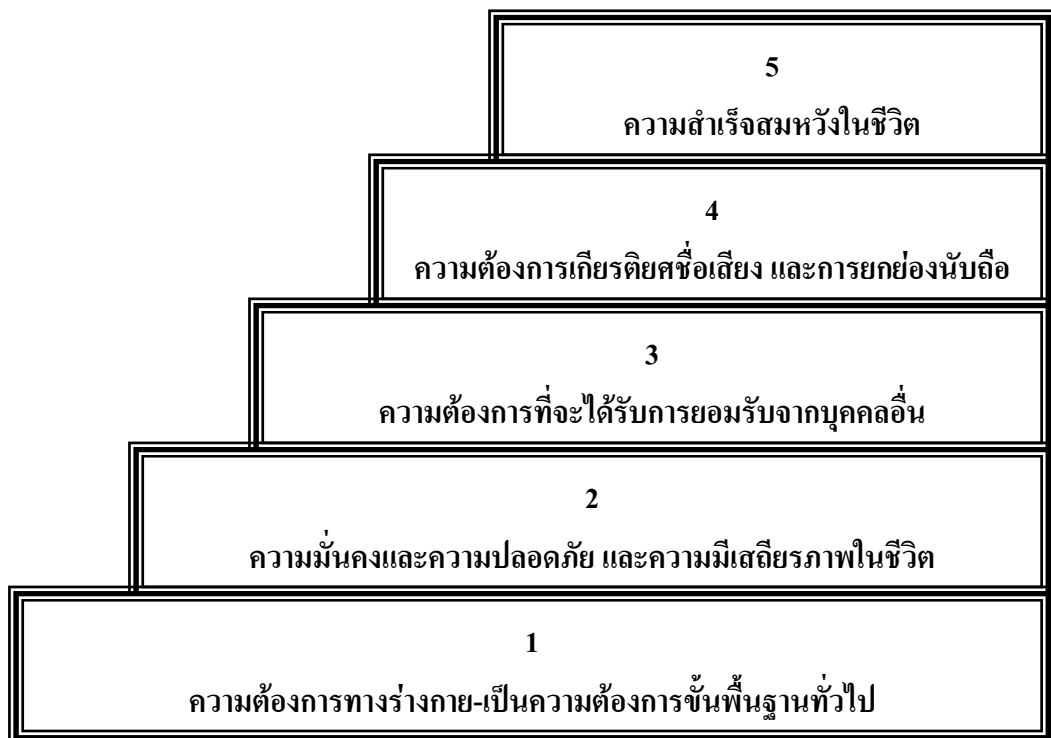 5
ความสำเร็จสมหวังในชีวิต
4
ความต้องการเกียรติยศชื่อเสียง และการยกย่องนับถือ
3
ความต้องการที่จะได้รับการยอมรับจากบุคคลอื่น
2
ความมั่นคงและความปลอดภัย และความมีเสถียรภาพในชีวิต
1
ความต้องการทางร่างกาย-เป็นความต้องการขั้นพื้นฐานทั่วไป